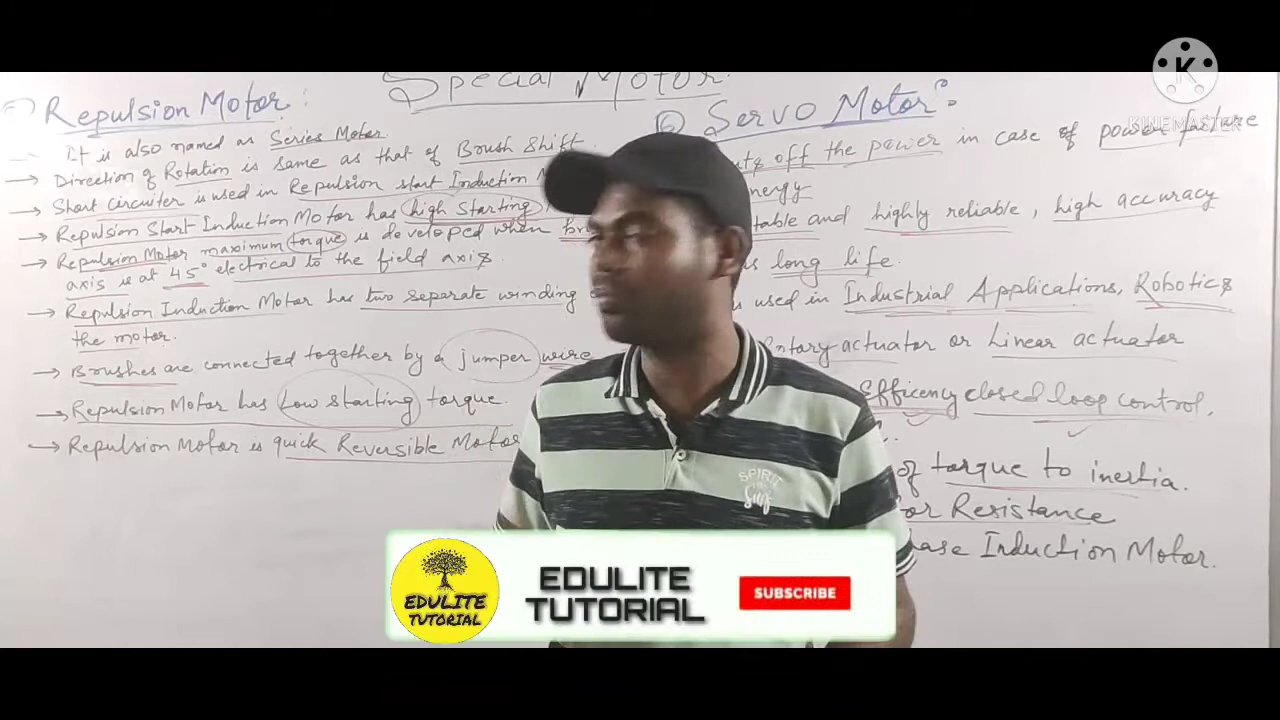 Special Motor.
Repulsion Motor:
It is also named as Series Motor.
→ Direction of Rotation is same as that of Brush Shift.
→ Short circuiter is used in Repulsion start Induction
→ Repulsion Start Induction Motor has high Starting
→ Repulsion Motor maximum torque is developed when
axis is at 45° electrical to the field axis.
→ Repulsion Induction Motor has two separate winding
the motor.
→ Brushes are connected together by a jumper wire
→ Repulsion Motor has Low starting torque.
→ Repulsion Motor is quick Reversible Motor
⑥ Servo Motor:
off the power in case of power failure
energy
and highly reliable, high accuracy
long life.
used in Industrial Applications, Robotics
actuator or Linear actuator
Efficency closed loop control,
of torque to inertia.
or Resistance
Induction Motor.
KINEMASTER
SPIRIT
EDULITE
TUTORIAL
EDULITE
TUTORIAL
SUBSCRIBE